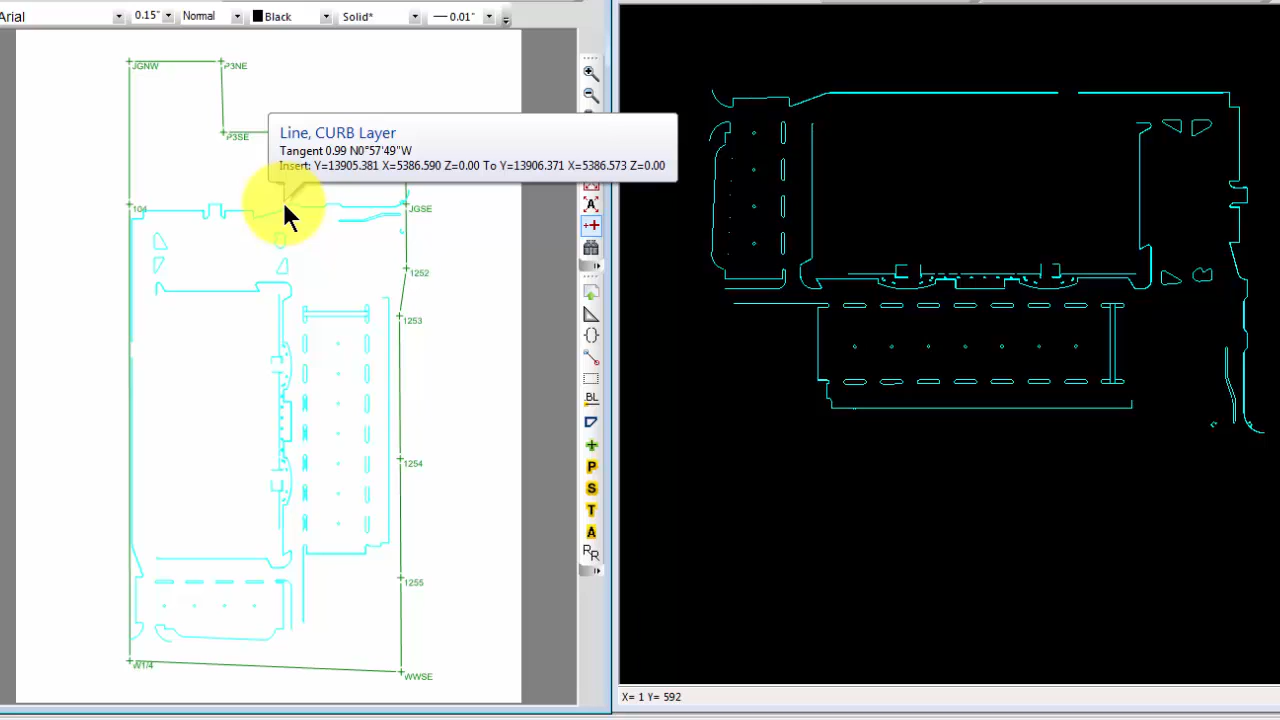 Arial 0.15" Normal Black Solid* 0.01"
JGNW P3NE
P3SE
Line, CURB Layer
Tangent 0.99 N0°57'49"W
Insert: Y=13905.381 X=5386.590 Z=0.00 To Y=13906.371 X=5386.573 Z=0.00
A
104 JGSE
1252
1253
BL
1254
P
S
T
A
RR
1255
W1/4
WWSE
X= 1 Y= 592